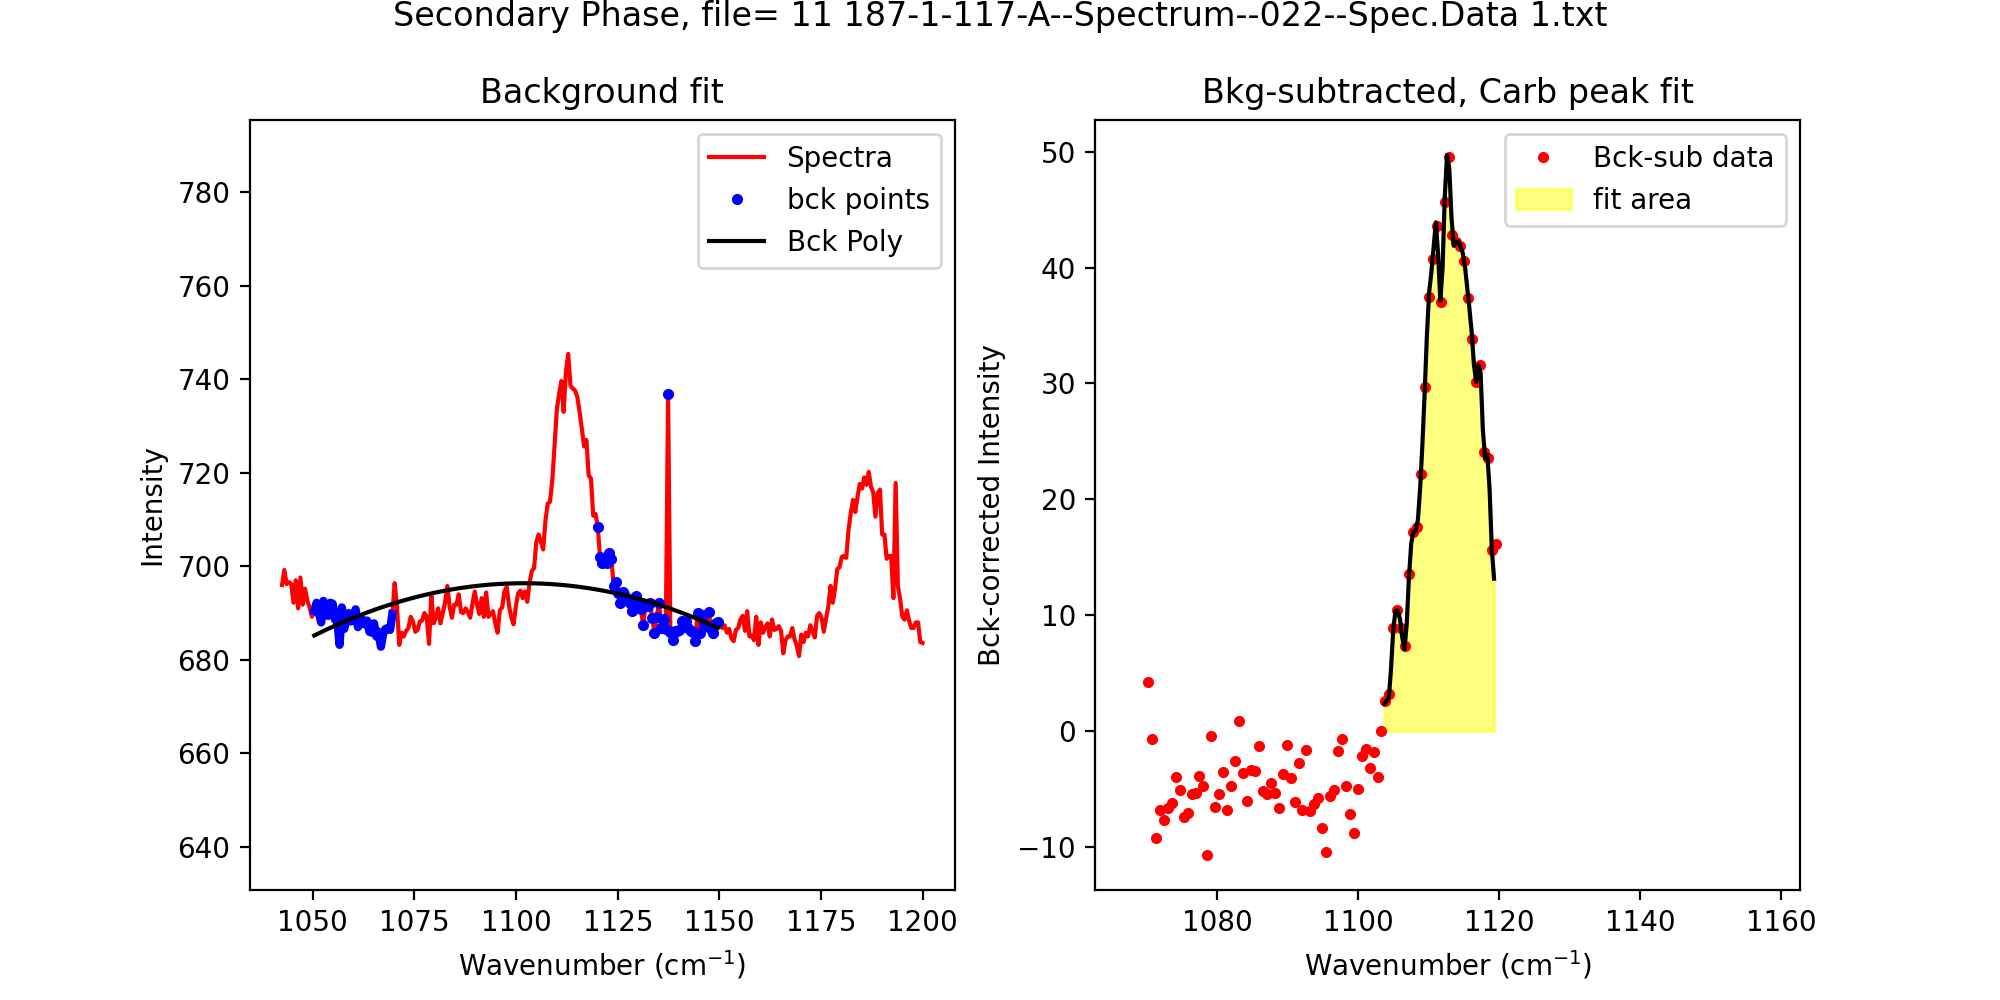 Secondary Phase, file= 11 187-1-117-A--Spectrum--022--Spec.Data 1.txt
Background fit
Intensity
780
760
740
720
700
680
660
640
Spectra
bck points
Bck Poly
1050 1075 1100 1125 1150 1175 1200
Wavenumber (cm⁻¹)
Bkg-subtracted, Carb peak fit
Bck-corrected Intensity
50
40
30
20
10
0
−10
Bck-sub data
fit area
1080 1100 1120 1140 1160
Wavenumber (cm⁻¹)